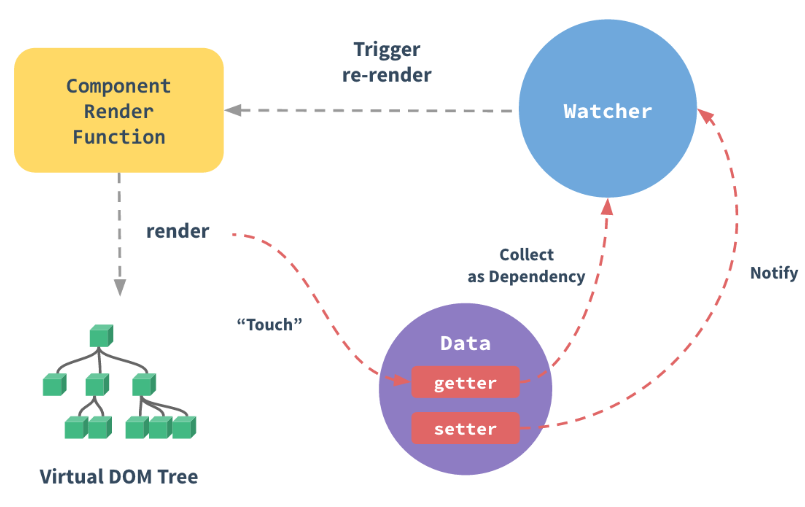 Trigger
re-render
Component
Render
Function
Watcher
render
Collect
as Dependency
Notify
“Touch”
Data
getter
setter
Virtual DOM Tree